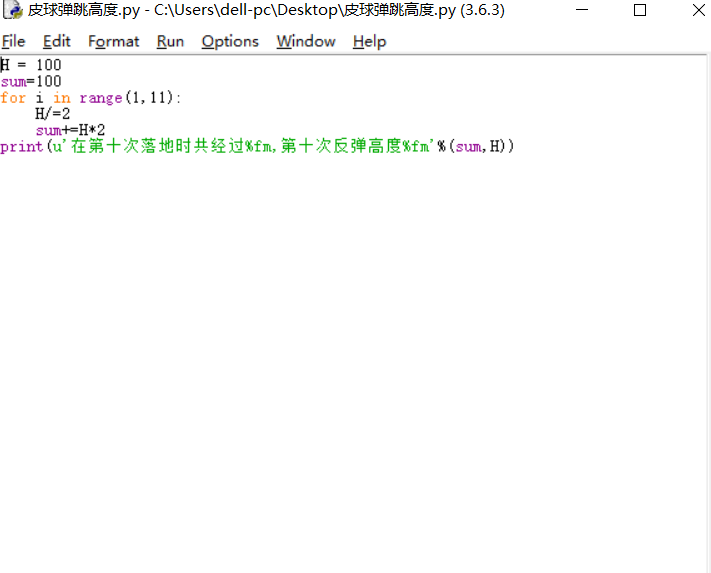 皮球弹跳高度.py - C:\Users\dell-pc\Desktop\皮球弹跳高度.py (3.6.3)
File Edit Format Run Options Window Help
H = 100
sum=100
for i in range(1,11):
    H/=2
    sum+=H*2
print(u'在第十次落地时共经过%fm,第十次反弹高度%fm'%(sum,H))